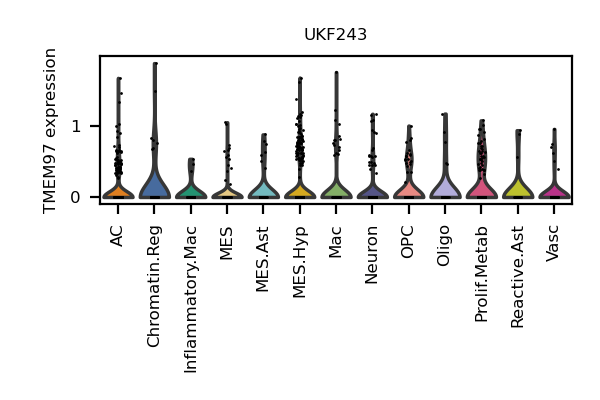 UKF243
TMEM97 expression
1
0
AC
Chromatin.Reg
Inflammatory.Mac
MES
MES.Ast
MES.Hyp
Mac
Neuron
OPC
Oligo
Prolif.Metab
Reactive.Ast
Vasc